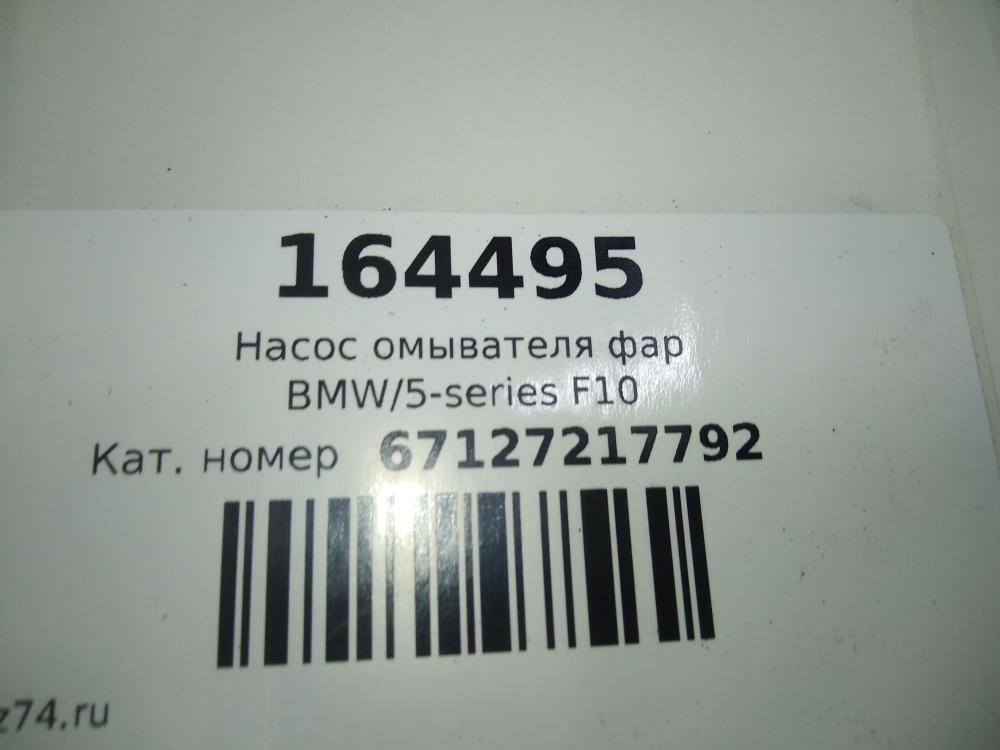 164495
Насос омывателя фар
BMW/5-series F10
Кат. номер 67127217792
z74.ru